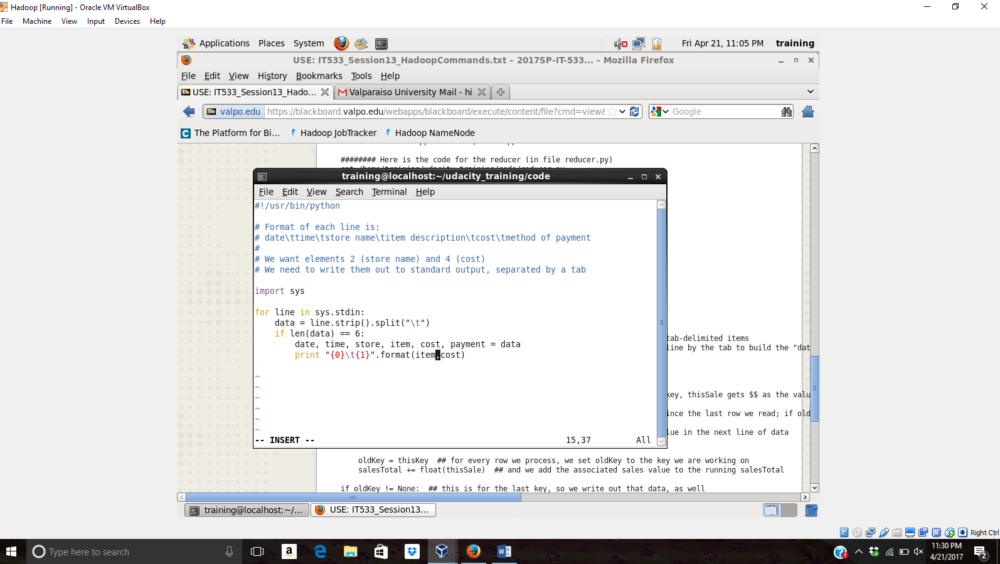 Hadoop [Running] - Oracle VM VirtualBox
File Machine View Input Devices Help
Applications Places System Fri Apr 21, 11:05 PM training
USE: IT533_Session13_HadoopCommands.txt – 2017SP-IT-533... - Mozilla Firefox
File Edit View History Bookmarks Tools Help
Bb USE: IT533_Session13_Hado... Valparaiso University Mail - hi
Bb valpo.edu https://blackboard.valpo.edu/webapps/blackboard/execute/content/file?cmd=view& Google
The Platform for Bi... Hadoop JobTracker Hadoop NameNode
######## Here is the code for the reducer (in file reducer.py)
training@localhost:~/udacity_training/code
File Edit View Search Terminal Help
#!/usr/bin/python
# Format of each line is:
# date\ttime\tstore name\titem description\tcost\tmethod of payment
#
# We want elements 2 (store name) and 4 (cost)
# We need to write them out to standard output, separated by a tab
import sys
for line in sys.stdin:
data = line.strip().split("\t")
if len(data) == 6:
date, time, store, item, cost, payment = data
print "{0}\t{1}".format(item,cost)
~
~
~
~
~
~
-- INSERT -- 15,37 All
tab-delimited items
line by the tab to build the "dat
key, thisSale gets $$ as the valu
ince the last row we read; if old
lue in the next line of data
oldKey = thisKey ## for every row we process, we set oldKey to the key we are working on
salesTotal += float(thisSale) ## and we add the associated sales value to the running salesTotal
if oldKey != None: ## this is for the last key, so we write out that data, as well
training@localhost:~/... USE: IT533_Session13...
Right Ctrl
Type here to search
11:30 PM
4/21/2017
2